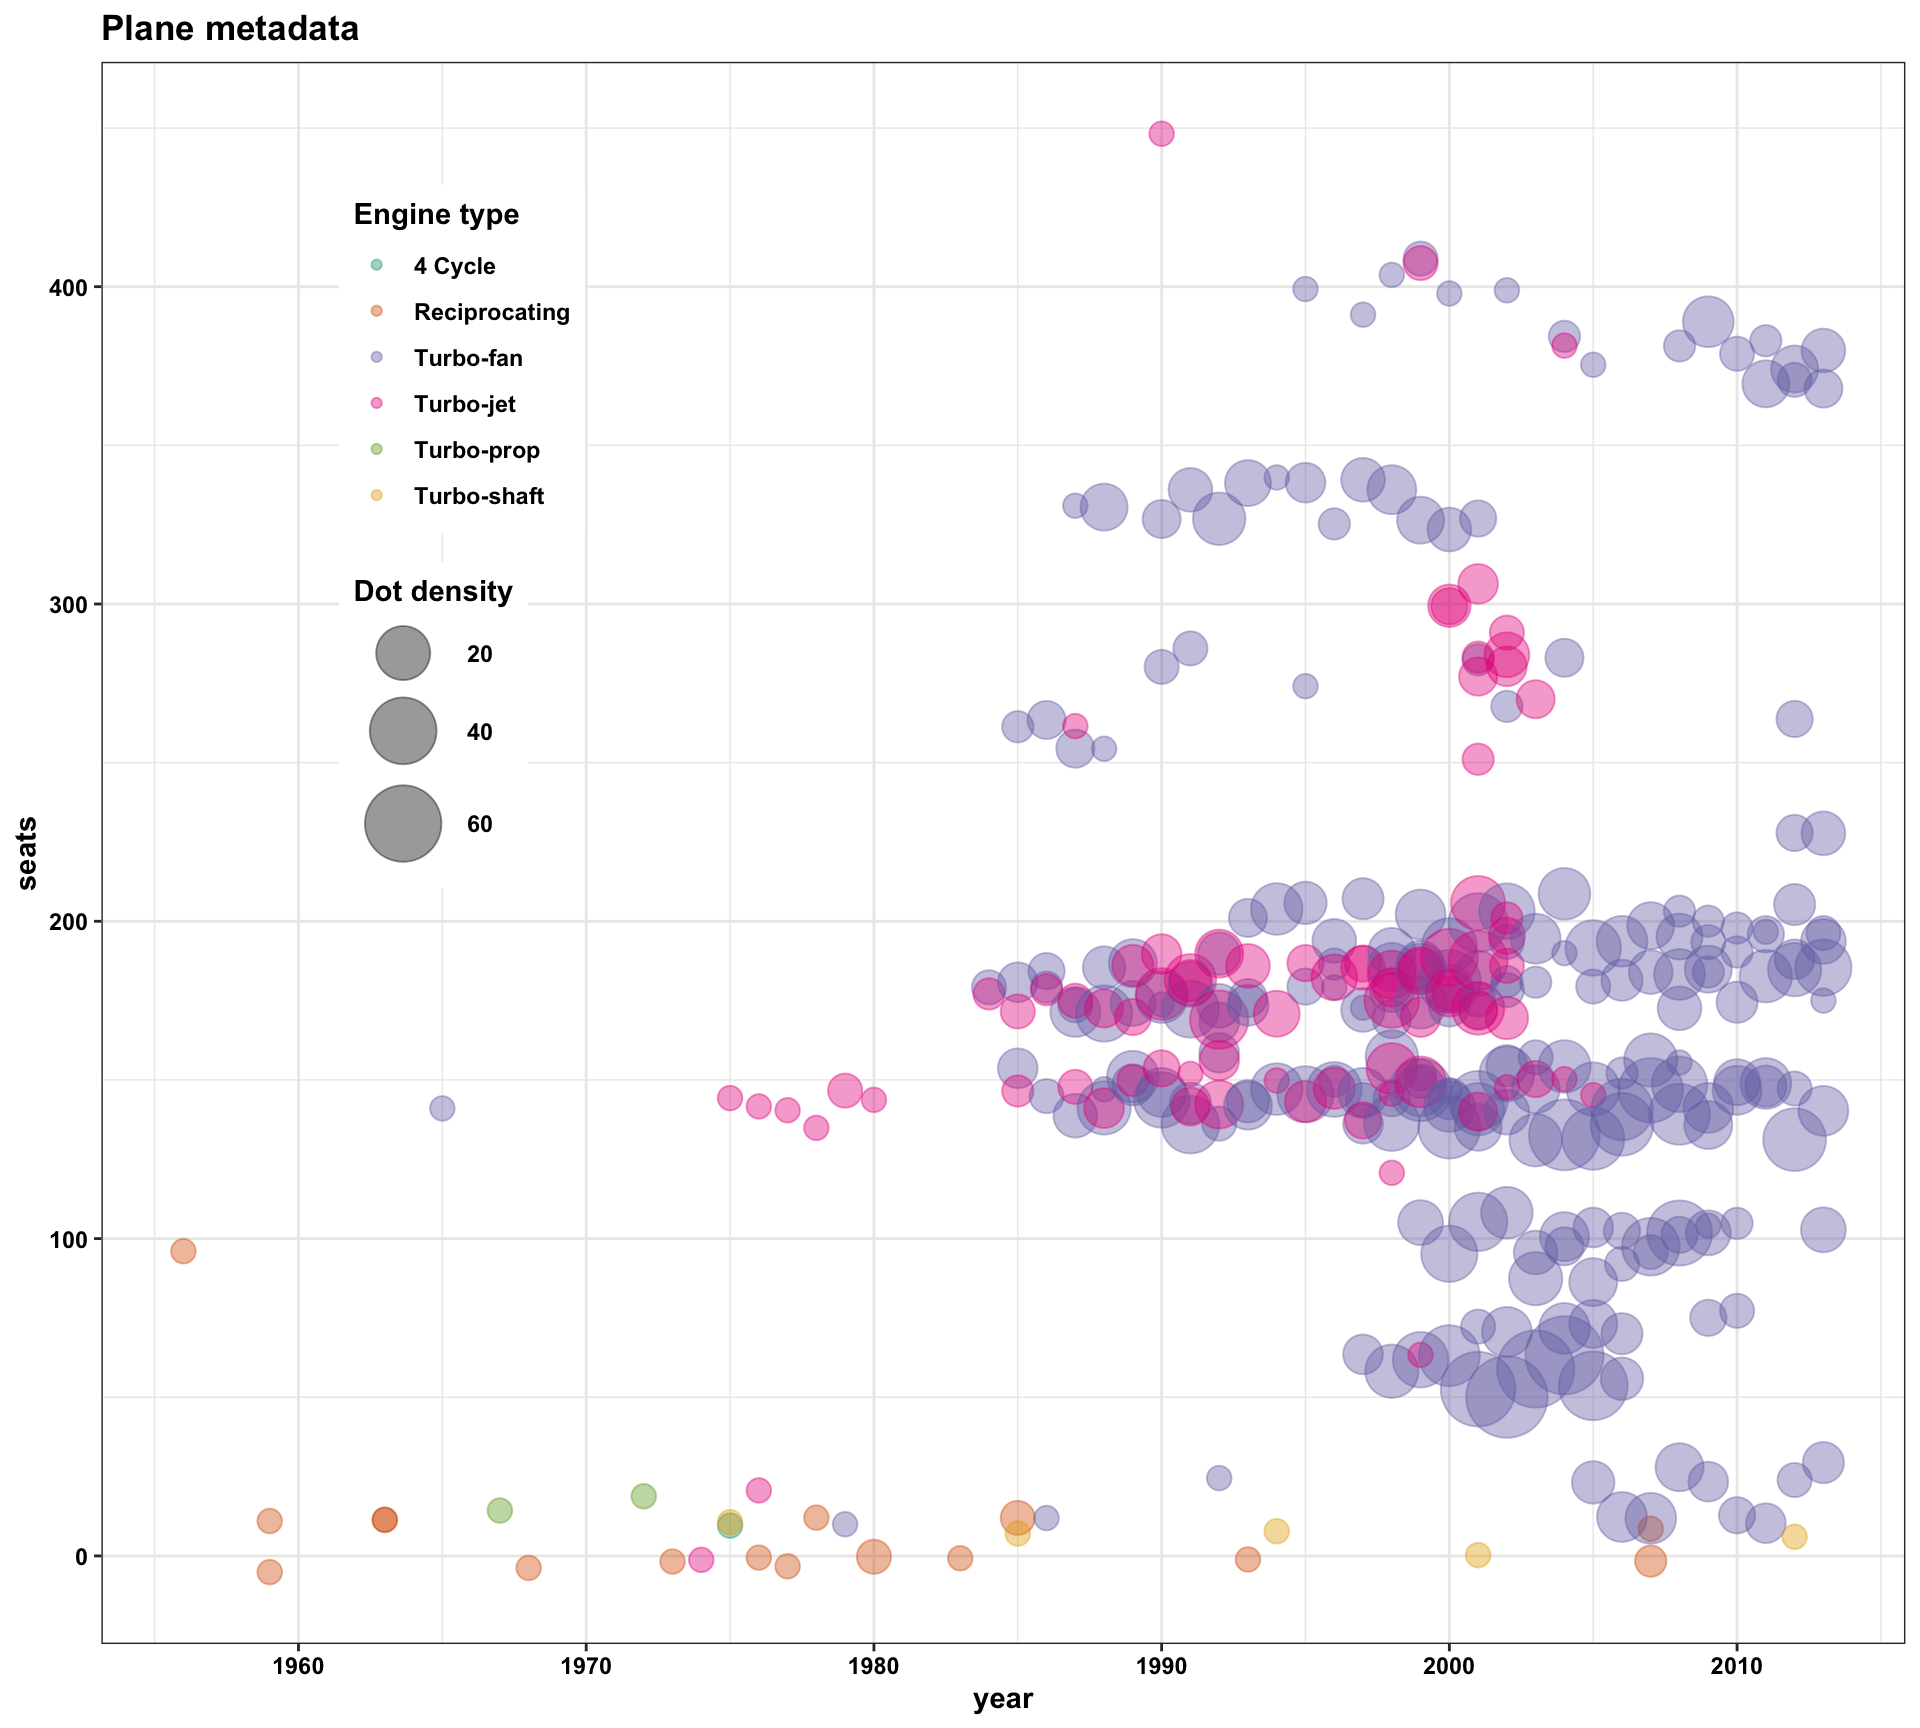 Plane metadata
Engine type
4 Cycle
Reciprocating
Turbo-fan
Turbo-jet
Turbo-prop
Turbo-shaft
Dot density
20
40
60
seats
400
300
200
100
0
1960 1970 1980 1990 2000 2010
year